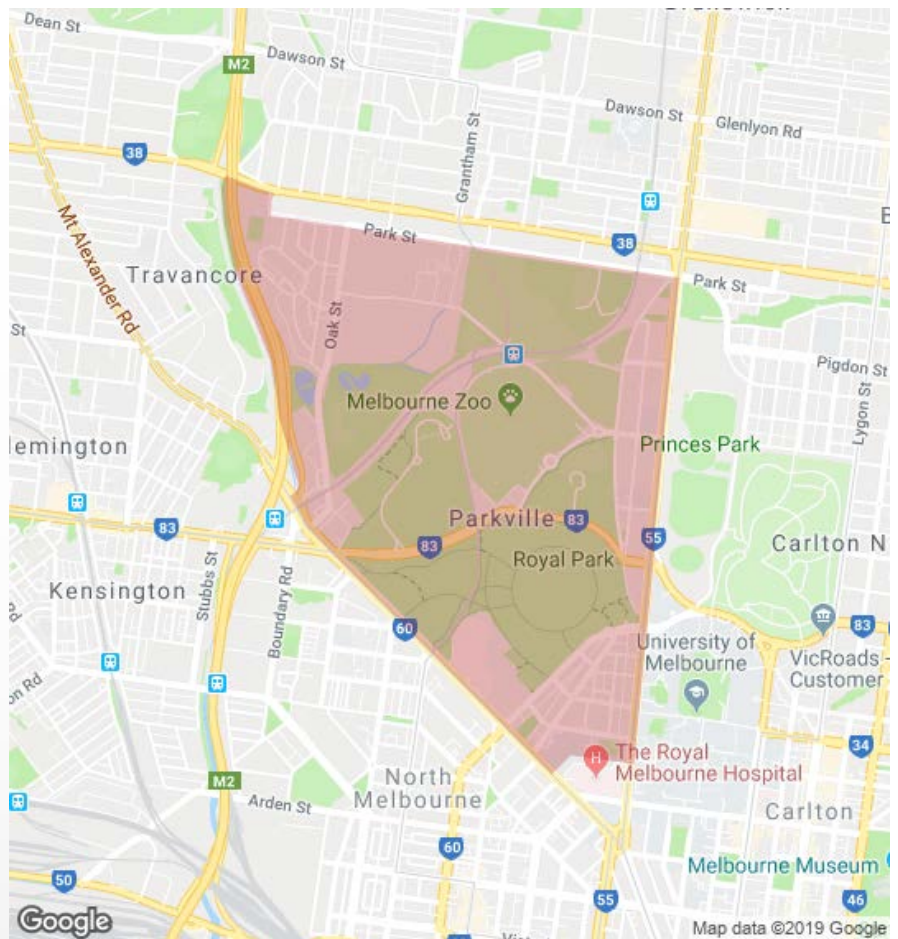 Dean St
M2
Dawson St
Dawson St
Glenlyon Rd
38
Grantham St
Mt Alexander Rd
Park St
38
Travancore
Park St
Oak St
St
Pigdon St
Melbourne Zoo
Lygon St
lemington
Princes Park
83
Parkville
83
83
55
Carlton N
Royal Park
Kensington
Stubbs St
Boundary Rd
60
University of
Melbourne
83
VicRoads -
Customer
on Rd
34
The Royal
Melbourne Hospital
H
M2
North
Melbourne
Arden St
Carlton
60
Melbourne Museum
50
55
46
Google
Map data ©2019 Google